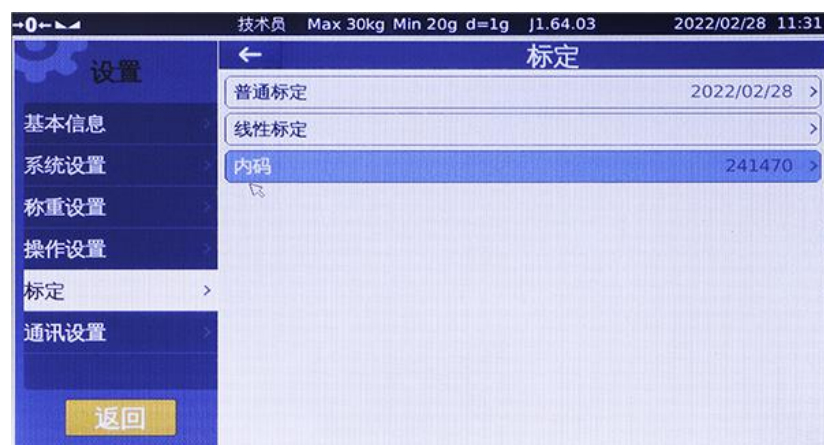 →0← 技术员 Max 30kg Min 20g d=1g J1.64.03 2022/02/28 11:31
设置
← 标定
普通标定 2022/02/28 >
线性标定 >
内码 241470 >
基本信息 >
系统设置 >
称重设置 >
操作设置 >
标定 >
通讯设置 >
返回